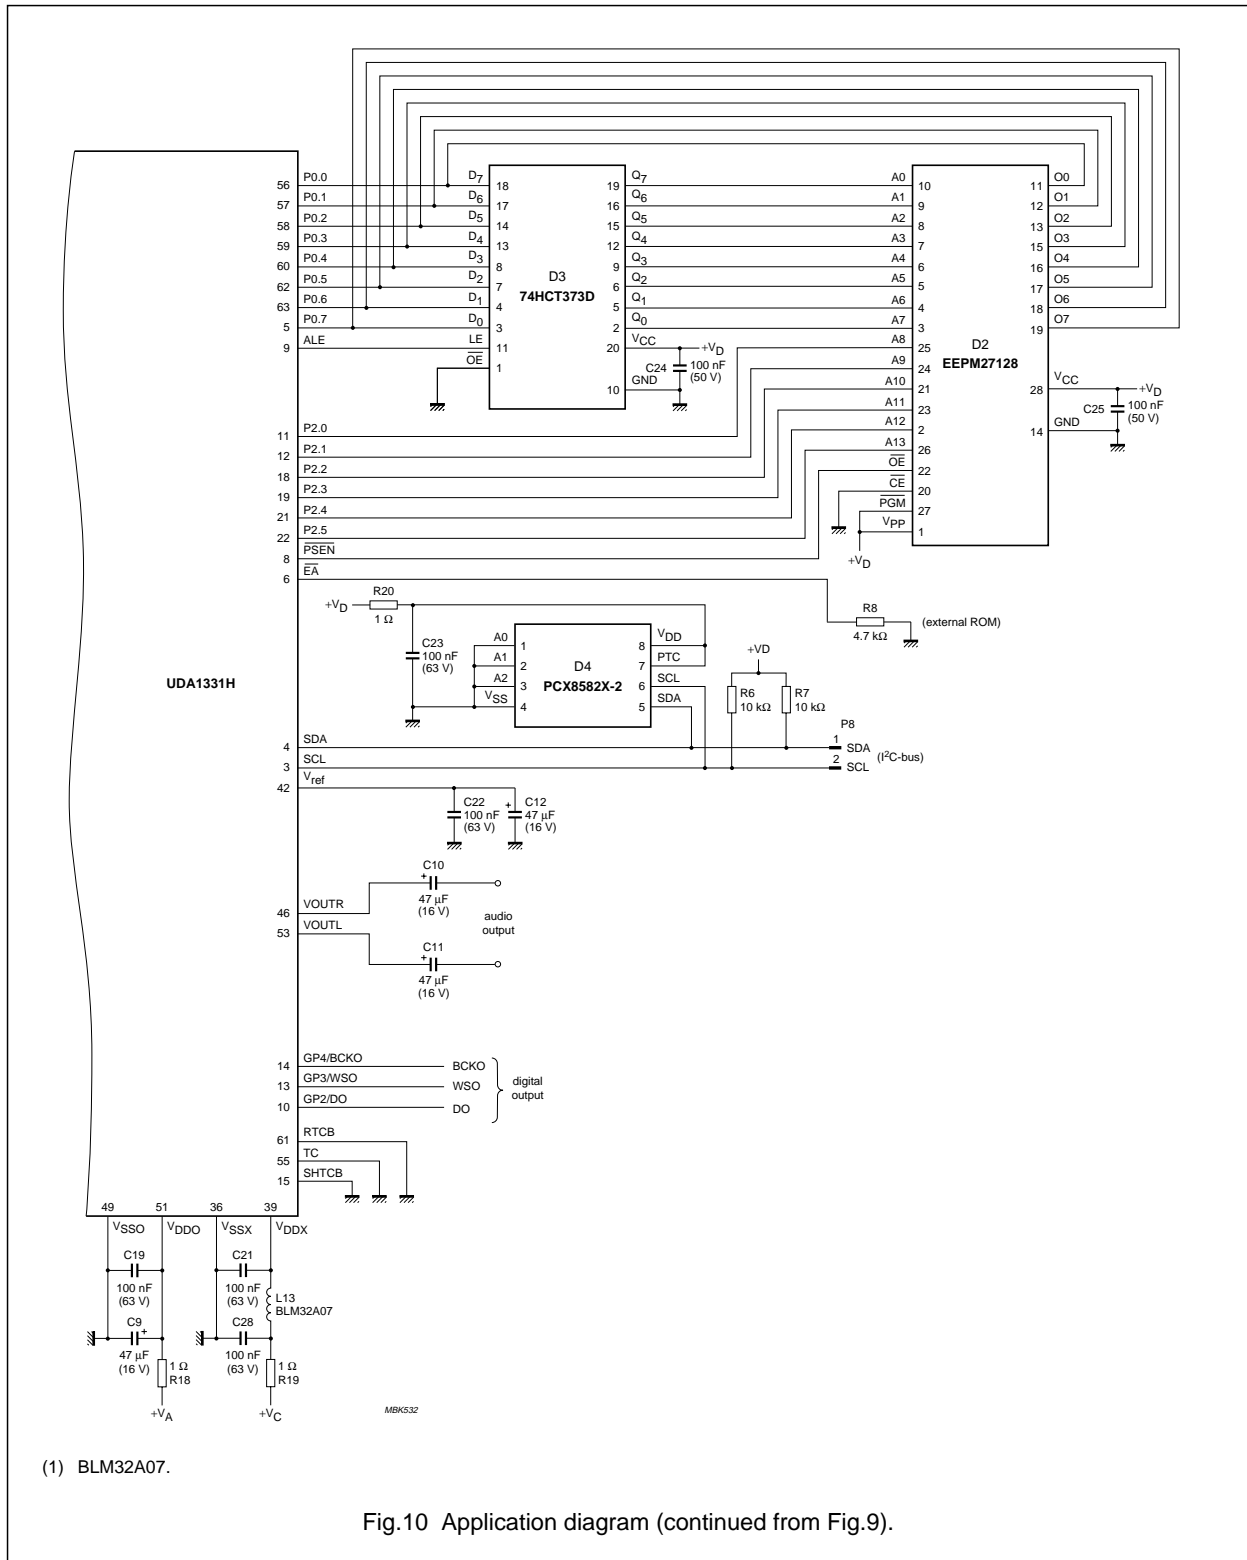 56 P0.0 D7 18 19 Q7 A0 10 11 O0
57 P0.1 D6 17 16 Q6 A1 9 12 O1
58 P0.2 D5 14 15 Q5 A2 8 13 O2
59 P0.3 D4 13 12 Q4 A3 7 15 O3
60 P0.4 D3 8 9 Q3 A4 6 16 O4
62 P0.5 D2 7 6 Q2 A5 5 17 O5
63 P0.6 D1 4 5 Q1 A6 4 18 O6
5 P0.7 D0 3 2 Q0 A7 3 19 O7
9 ALE LE 11 20 VCC A8 25
OE 1 10 GND
D3
74HCT373D
+VD
C24 100 nF
(50 V)
A9 24
A10 21
A11 23
A12 2
A13 26
OE 22
CE 20
PGM 27
VPP 1
+VD
D2
EEPM27128
28 VCC +VD
C25 100 nF
(50 V)
14 GND
11 P2.0
12 P2.1
18 P2.2
19 P2.3
21 P2.4
22 P2.5
8 PSEN
6 EA
R20
+VD
1 Ω
R8
4.7 kΩ
(external ROM)
C23
100 nF
(63 V)
A0 1 8 VDD
A1 2 7 PTC
A2 3 6 SCL
VSS 4 5 SDA
D4
PCX8582X-2
+VD
R6
10 kΩ
R7
10 kΩ
UDA1331H
P8
4 SDA 1 SDA
3 SCL 2 SCL
(I²C-bus)
42 Vref
C22
100 nF
(63 V)
+ C12
47 μF
(16 V)
C10
+
47 μF
(16 V)
46 VOUTR
53 VOUTL
audio
output
C11
+
47 μF
(16 V)
14 GP4/BCKO BCKO
13 GP3/WSO WSO
10 GP2/DO DO
digital
output
61 RTCB
55 TC
15 SHTCB
49 51 36 39
VSSO VDDO VSSX VDDX
C19
100 nF
(63 V)
C21
100 nF
(63 V)
L13
BLM32A07
C9 +
47 μF
(16 V)
C28
100 nF
(63 V)
1 Ω
R18
1 Ω
R19
+VA
+VC
MBK532
(1) BLM32A07.
Fig.10 Application diagram (continued from Fig.9).